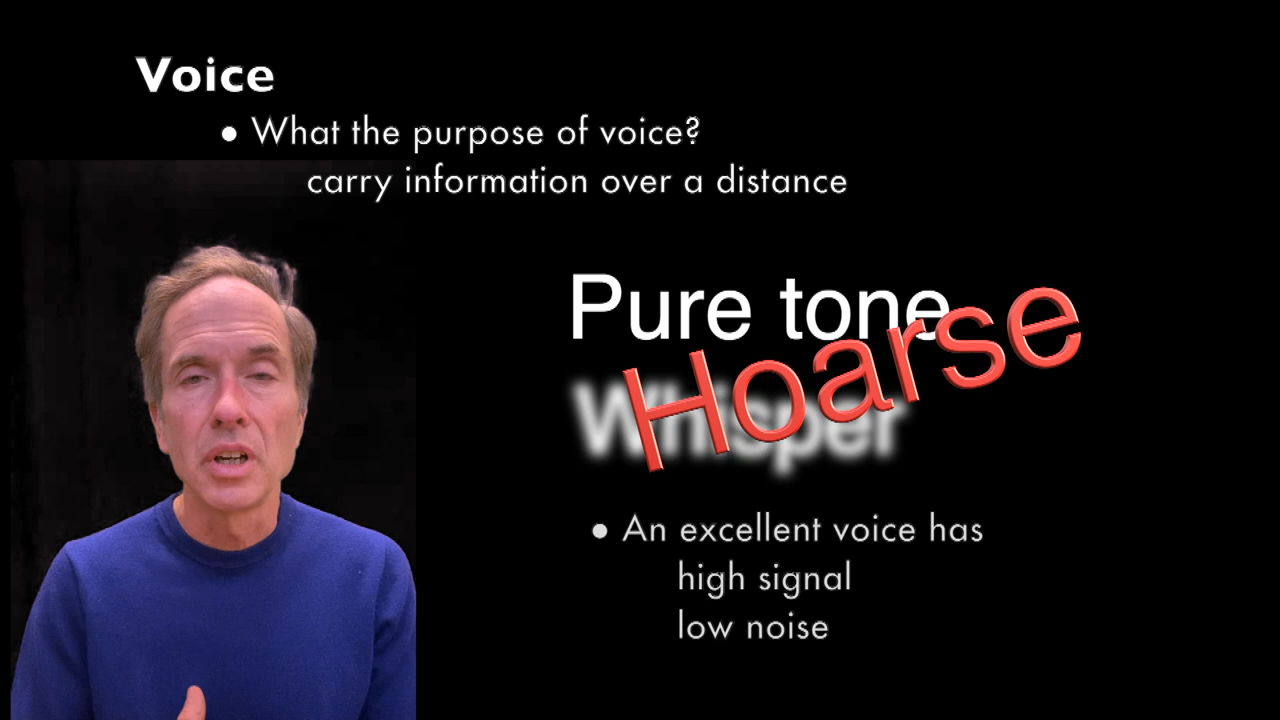 Voice
• What the purpose of voice?
carry information over a distance
Pure tone
Hoarse
Whisper
• An excellent voice has
high signal
low noise